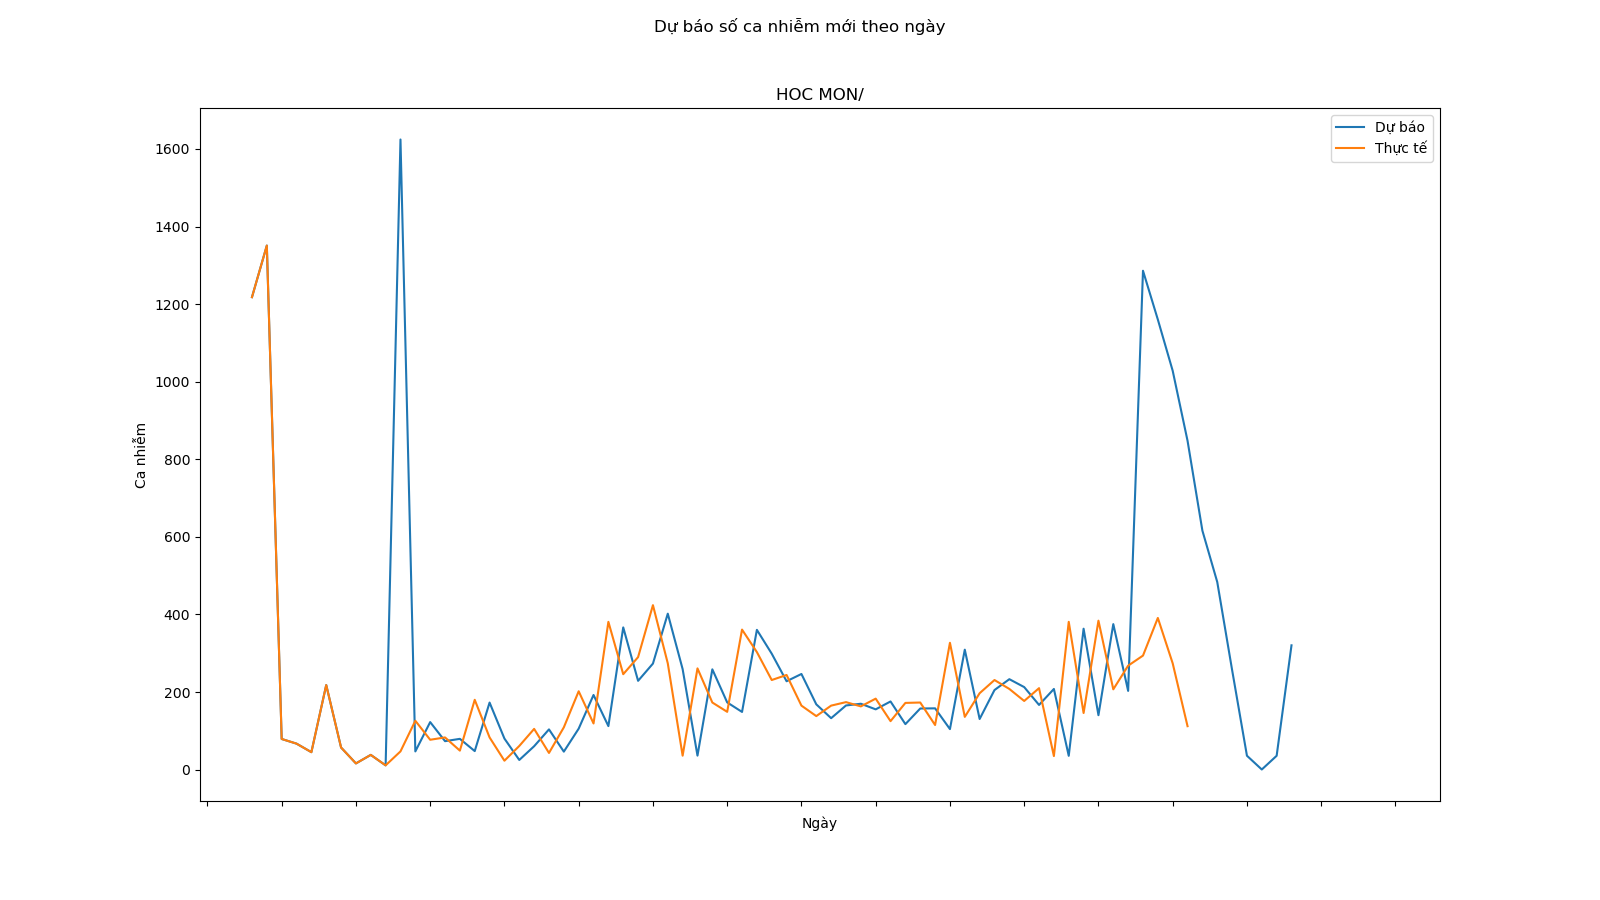 Dự báo số ca nhiễm mới theo ngày
HOC MON/
Dự báo
Thực tế
1600
1400
1200
1000
800
600
400
200
0
Ca nhiễm
Ngày